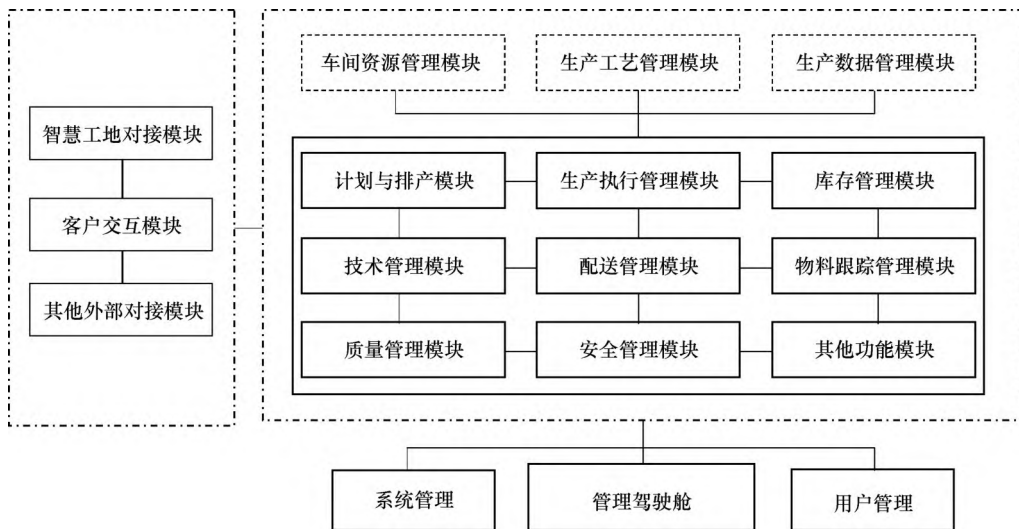 车间资源管理模块
生产工艺管理模块
生产数据管理模块
智慧工地对接模块
客户交互模块
其他外部对接模块
计划与排产模块
生产执行管理模块
库存管理模块
技术管理模块
配送管理模块
物料跟踪管理模块
质量管理模块
安全管理模块
其他功能模块
系统管理
管理驾驶舱
用户管理